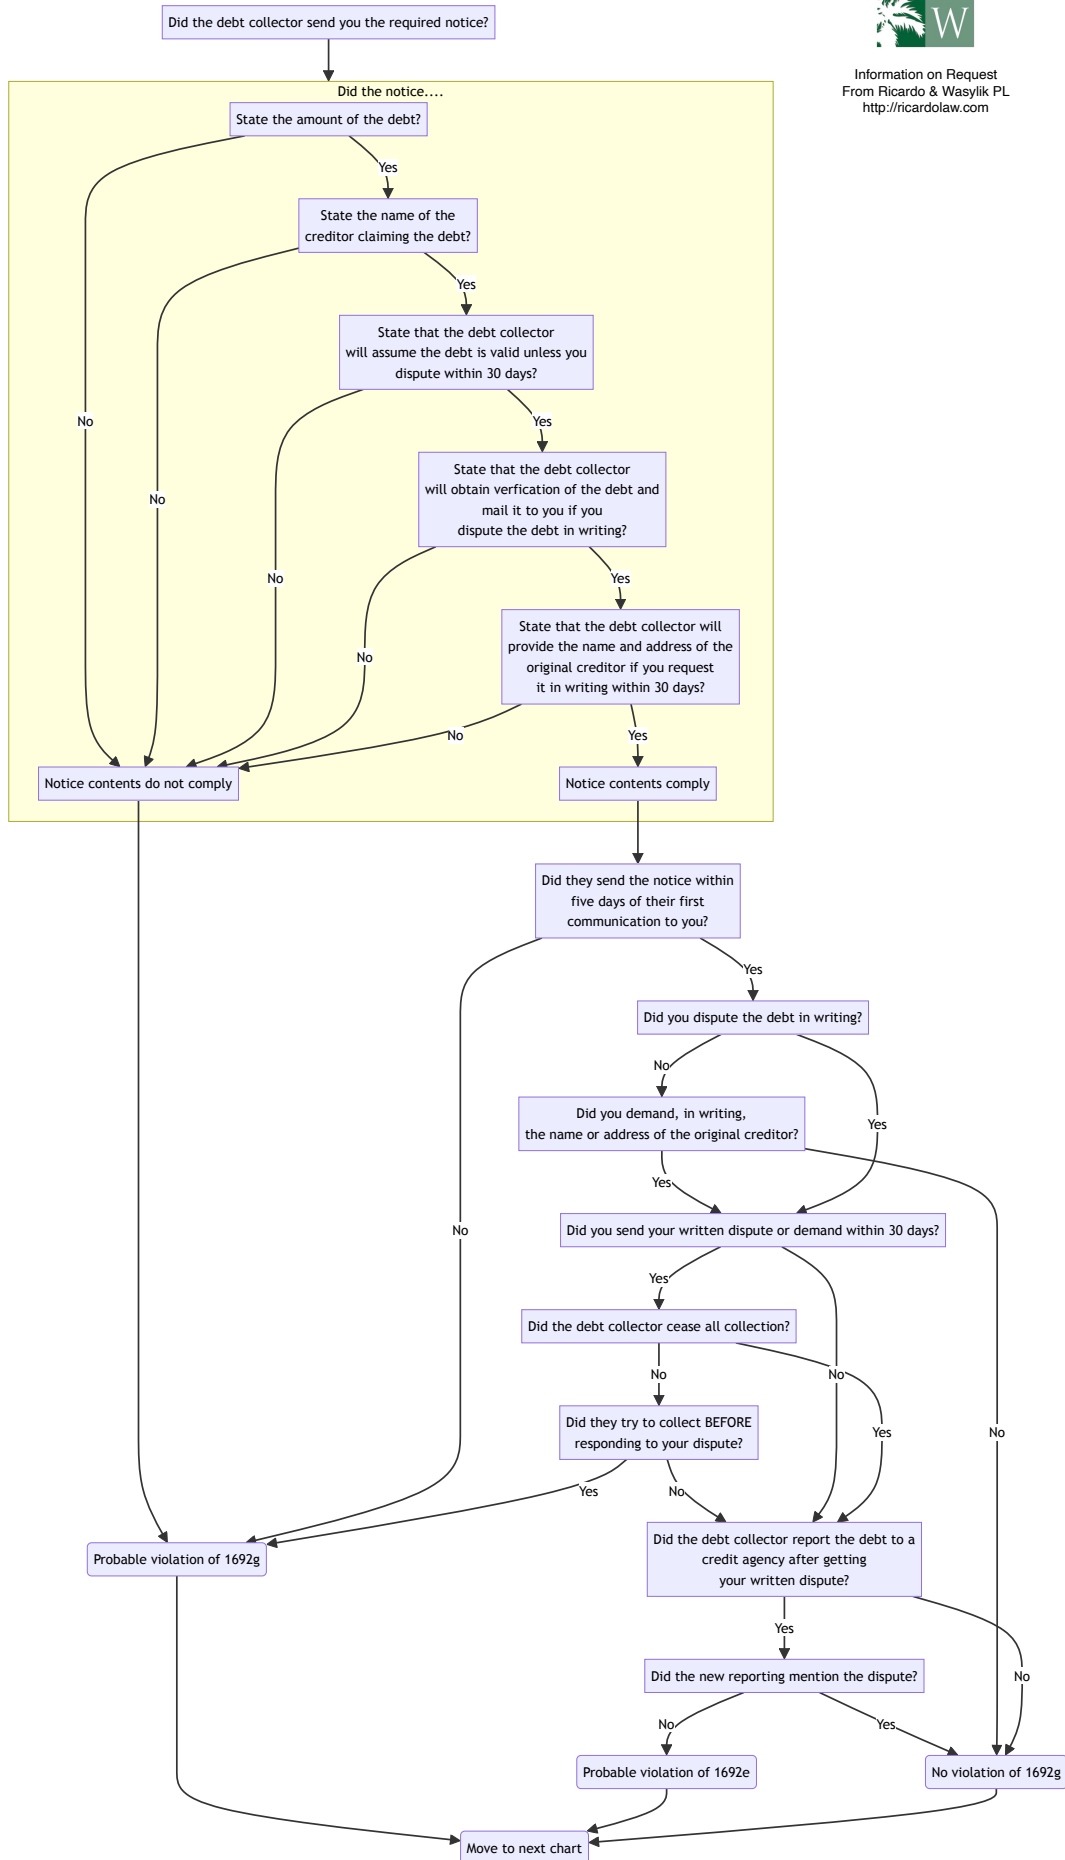 Did the debt collector send you the required notice?
W
Information on Request
From Ricardo & Wasylik PL
http://ricardolaw.com
Did the notice....
State the amount of the debt?
Yes
State the name of the
creditor claiming the debt?
Yes
State that the debt collector
will assume the debt is valid unless you
dispute within 30 days?
No
Yes
State that the debt collector
will obtain verfication of the debt and
mail it to you if you
dispute the debt in writing?
No
No
Yes
State that the debt collector will
provide the name and address of the
original creditor if you request
it in writing within 30 days?
No
No
Yes
Notice contents do not comply
Notice contents comply
Did they send the notice within
five days of their first
communication to you?
Yes
Did you dispute the debt in writing?
No
Did you demand, in writing,
the name or address of the original creditor?
Yes
Yes
No
Did you send your written dispute or demand within 30 days?
Yes
Did the debt collector cease all collection?
No
No
Did they try to collect BEFORE
responding to your dispute?
Yes
No
Yes
No
Did the debt collector report the debt to a
credit agency after getting
your written dispute?
Probable violation of 1692g
Yes
Did the new reporting mention the dispute?
No
No
Yes
Probable violation of 1692e
No violation of 1692g
Move to next chart